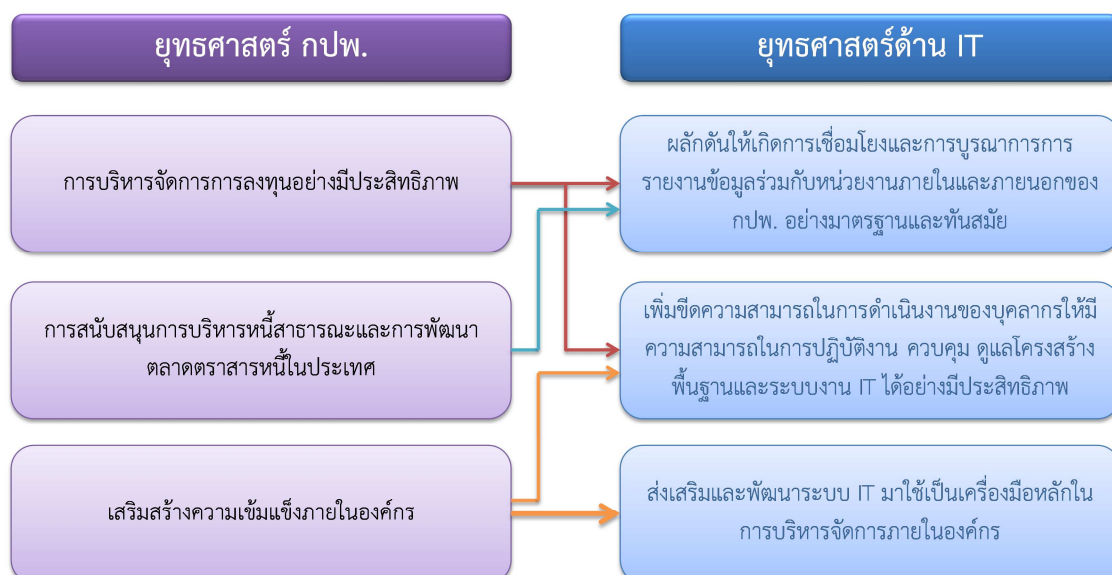 ยุทธศาสตร์ กปพ.
ยุทธศาสตร์ด้าน IT
การบริหารจัดการการลงทุนอย่างมีประสิทธิภาพ
ผลักดันให้เกิดการเชื่อมโยงและการบูรณาการการ
รายงานข้อมูลร่วมกับหน่วยงานภายในและภายนอกของ
กปพ. อย่างมาตรฐานและทันสมัย
การสนับสนุนการบริหารหนี้สาธารณะและการพัฒนา
ตลาดตราสารหนี้ในประเทศ
เพิ่มขีดความสามารถในการดำเนินงานของบุคลากรให้มี
ความสามารถในการปฏิบัติงาน ควบคุม ดูแลโครงสร้าง
พื้นฐานและระบบงาน IT ได้อย่างมีประสิทธิภาพ
เสริมสร้างความเข้มแข็งภายในองค์กร
ส่งเสริมและพัฒนาระบบ IT มาใช้เป็นเครื่องมือหลักใน
การบริหารจัดการภายในองค์กร